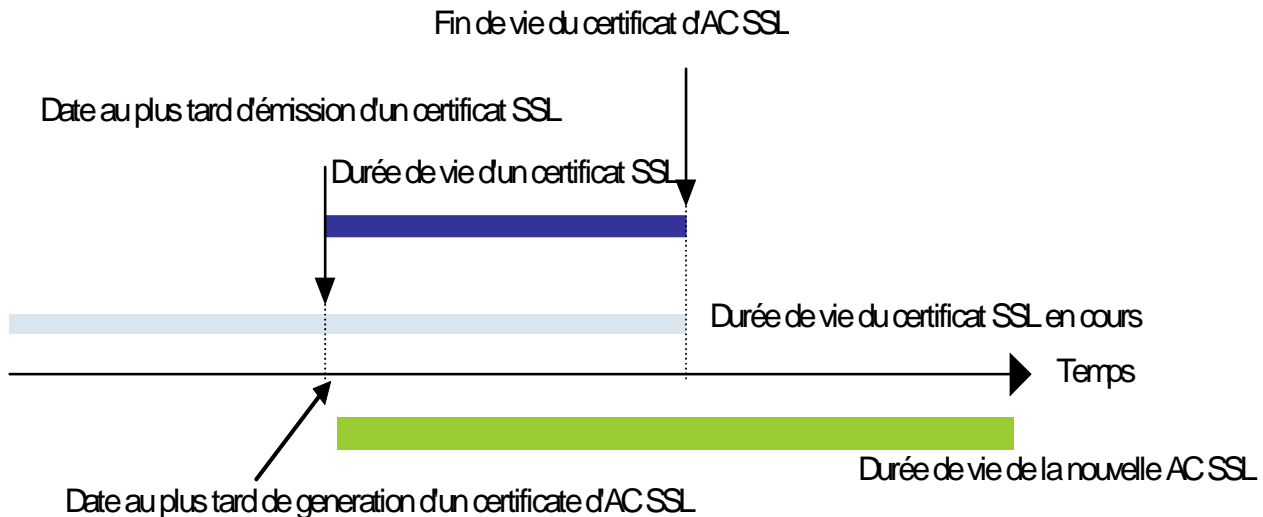 Fin de vie du certificat d'AC SSL
Date au plus tard d'émission d'un certificat SSL
Durée de vie d'un certificat SSL
Durée de vie du certificat SSL en cours
Temps
Durée de vie de la nouvelle AC SSL
Date au plus tard de generation d'un certificate d'AC SSL